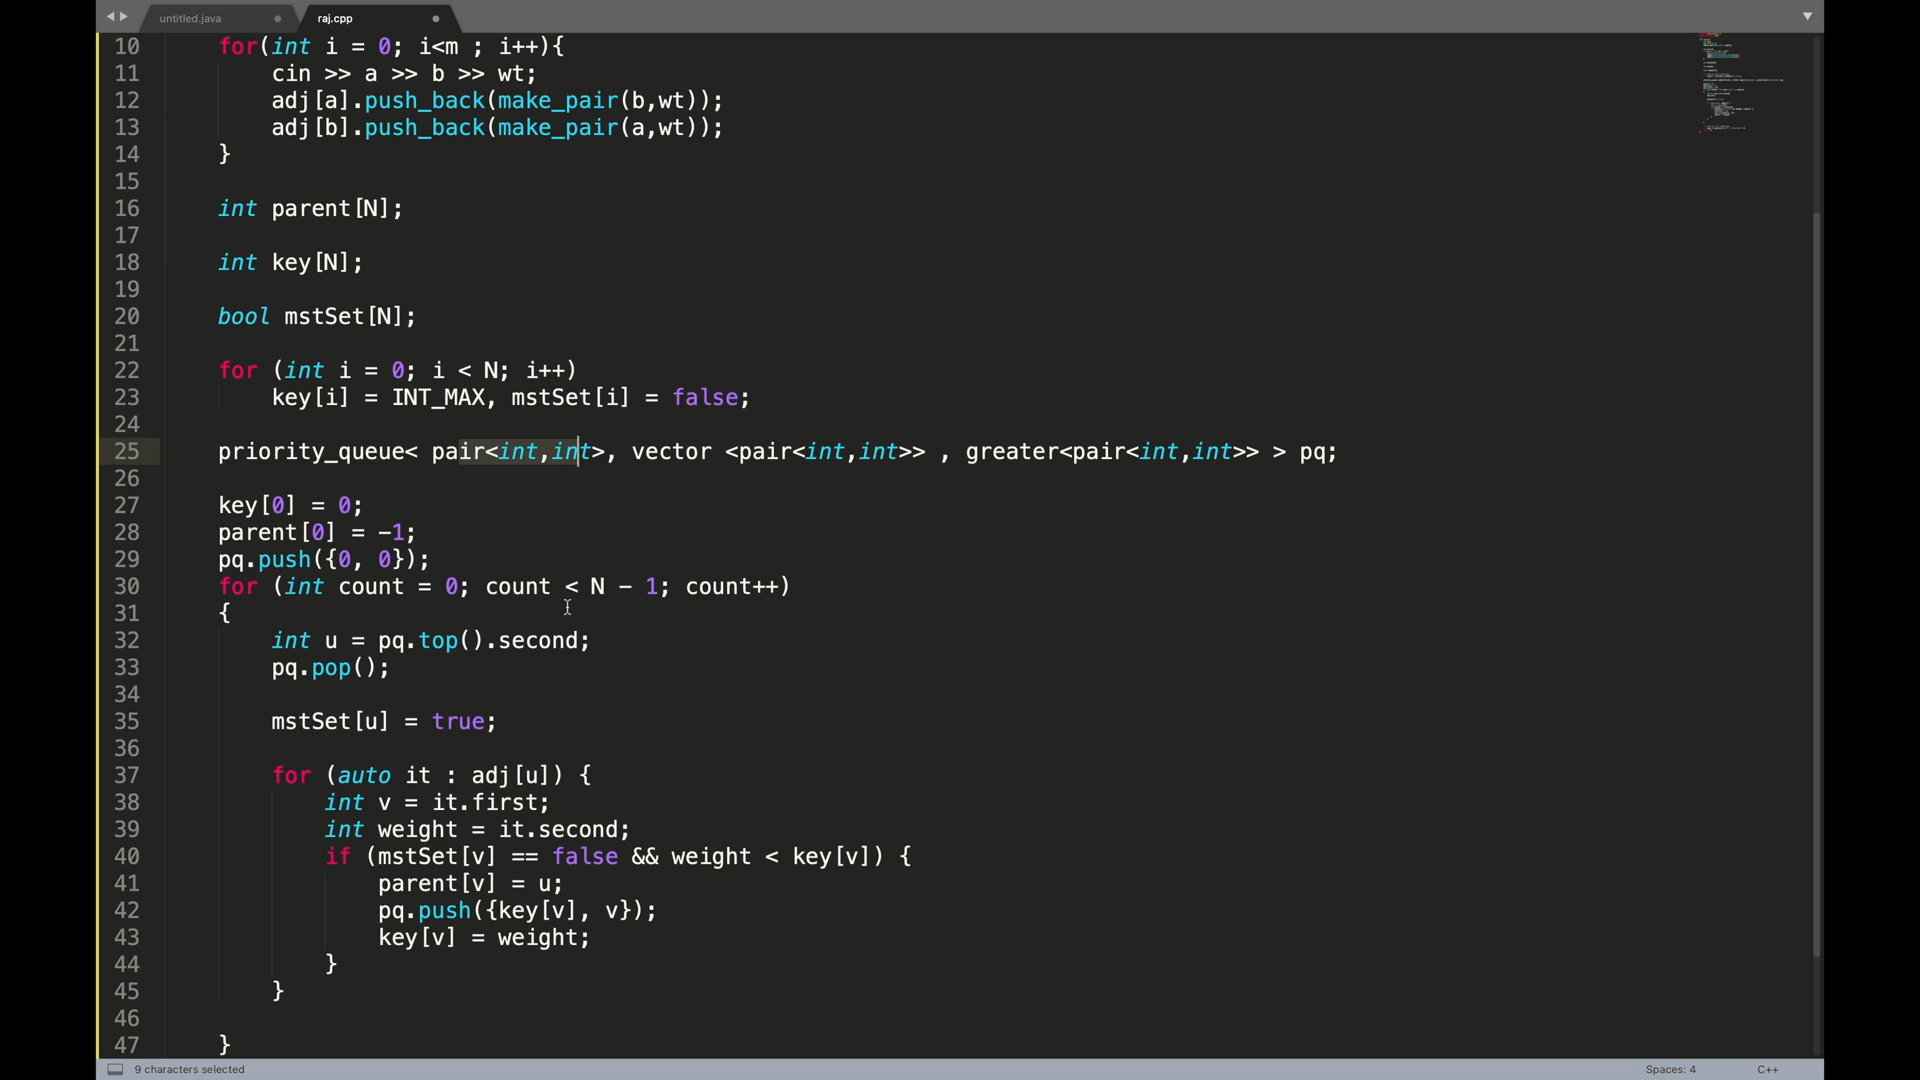 untitled.java
raj.cpp
10 for(int i = 0; i<m ; i++){
11 cin >> a >> b >> wt;
12 adj[a].push_back(make_pair(b,wt));
13 adj[b].push_back(make_pair(a,wt));
14 }
15
16 int parent[N];
17
18 int key[N];
19
20 bool mstSet[N];
21
22 for (int i = 0; i < N; i++)
23 key[i] = INT_MAX, mstSet[i] = false;
24
25 priority_queue< pair<int,int>, vector <pair<int,int>> , greater<pair<int,int>> > pq;
26
27 key[0] = 0;
28 parent[0] = -1;
29 pq.push({0, 0});
30 for (int count = 0; count < N - 1; count++)
31 {
32 int u = pq.top().second;
33 pq.pop();
34
35 mstSet[u] = true;
36
37 for (auto it : adj[u]) {
38 int v = it.first;
39 int weight = it.second;
40 if (mstSet[v] == false && weight < key[v]) {
41 parent[v] = u;
42 pq.push({key[v], v});
43 key[v] = weight;
44 }
45 }
46
47 }
9 characters selected
Spaces: 4
C++